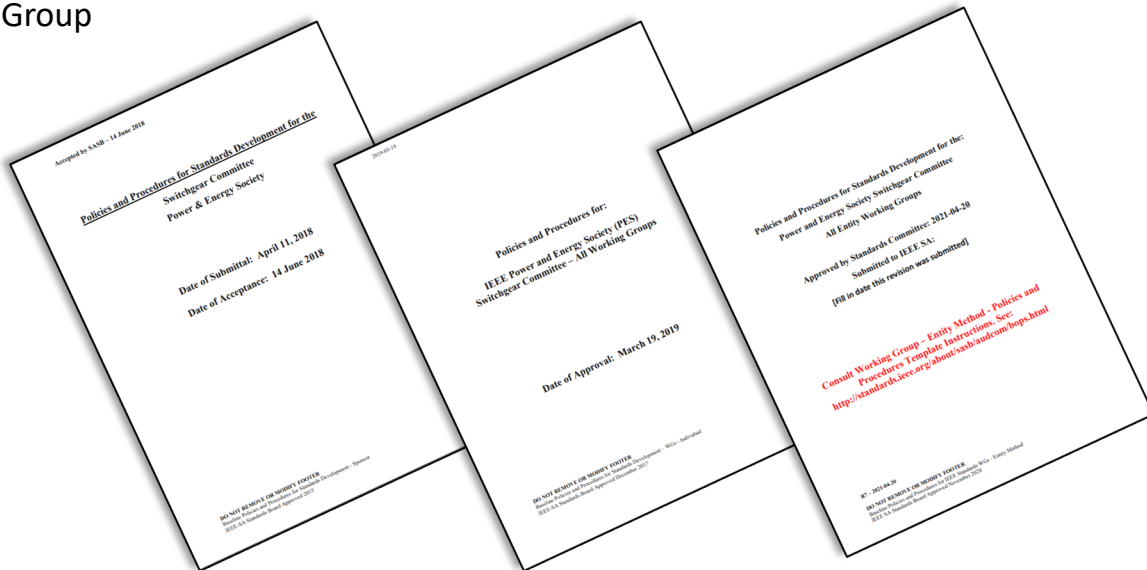 Group
Accepted by SASB – 14 June 2018
Policies and Procedures for Standards Development for the
Switchgear Committee
Power & Energy Society
Date of Submittal: April 11, 2018
Date of Acceptance: 14 June 2018
DO NOT REMOVE OR MODIFY FOOTER
Baseline Policies and Procedures for Standards Development - Sponsor
IEEE-SA Standards Board Approved 2015
2019-03-19
Policies and Procedures for:
IEEE Power and Energy Society (PES)
Switchgear Committee – All Working Groups
Date of Approval: March 19, 2019
DO NOT REMOVE OR MODIFY FOOTER
Baseline Policies and Procedures for Standards Development - WGs - Individual
IEEE-SA Standards Board Approved December 2017
Policies and Procedures for Standards Development for the:
Power and Energy Society Switchgear Committee
All Entity Working Groups
Approved by Standards Committee: 2021-04-20
Submitted to IEEE SA:
[Fill in date this revision was submitted]
Consult Working Group – Entity Method - Policies and
Procedures Template Instructions. See:
http://standards.ieee.org/about/sasb/audcom/bops.html
R7 – 2021-04-20
DO NOT REMOVE OR MODIFY FOOTER
Baseline Policies and Procedures for IEEE Standards WGs - Entity Method
IEEE SA Standards Board Approved November 2020